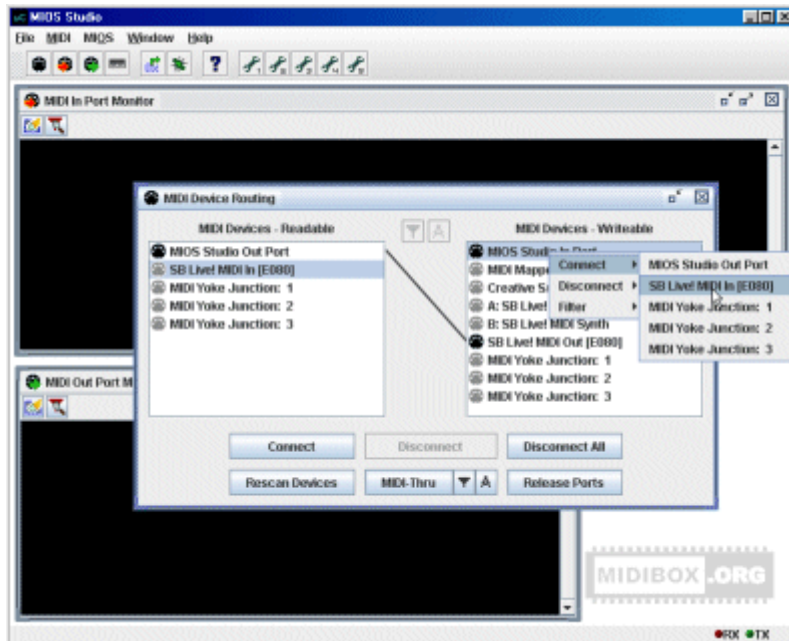 MIOS Studio
File MIDI MIOS Window Help
MIDI In Port Monitor
MIDI Device Routing
MIDI Devices - Readable
MIOS Studio Out Port
SB Live! MIDI In [E080]
MIDI Yoke Junction: 1
MIDI Yoke Junction: 2
MIDI Yoke Junction: 3
MIDI Devices - Writeable
MIOS Studio In Port
MIDI Mappe
Creative S
A: SB Live!
B: SB Live! MIDI Synth
SB Live! MIDI Out [E080]
MIDI Yoke Junction: 1
MIDI Yoke Junction: 2
MIDI Yoke Junction: 3
Connect
Disconnect
Filter
MIOS Studio Out Port
SB Live! MIDI In [E080]
MIDI Yoke Junction: 1
MIDI Yoke Junction: 2
MIDI Yoke Junction: 3
Connect Disconnect Disconnect All
Rescan Devices MIDI-Thru A Release Ports
MIDI Out Port M
MIDIBOX.ORG
RX TX